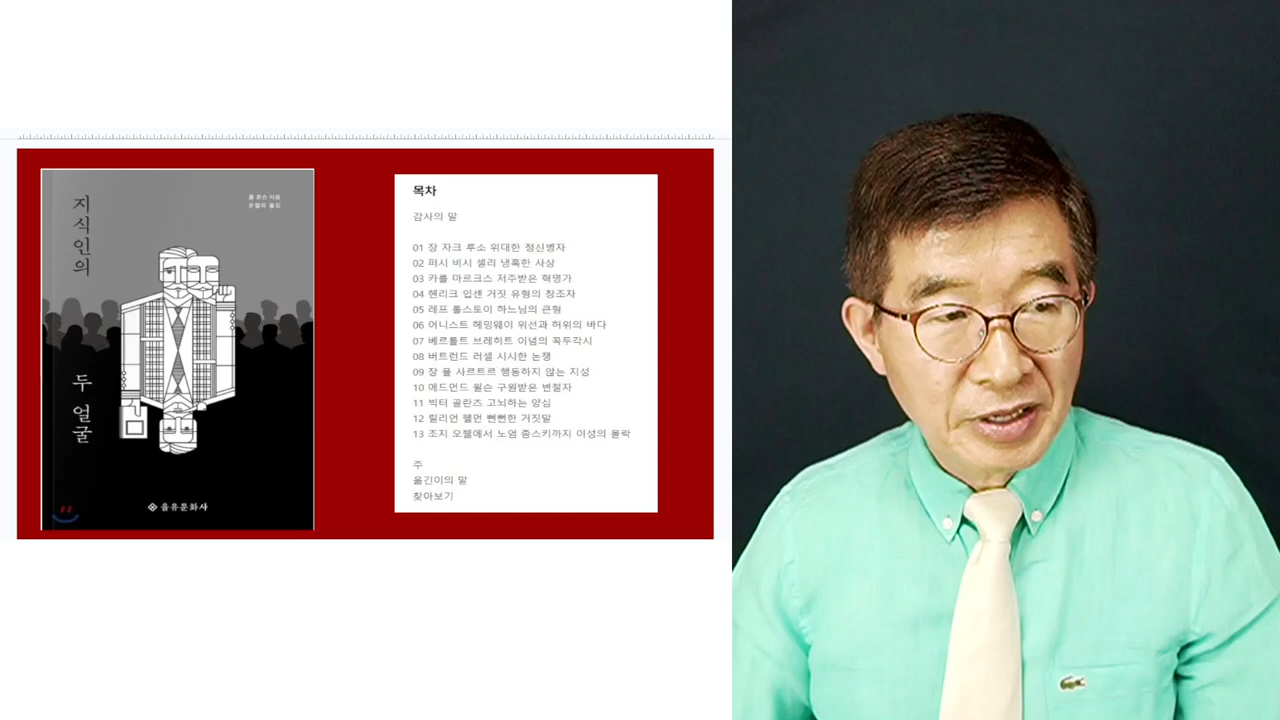 지식인의
두 얼굴
폴 존슨 지음
윤철희 옮김
을유문화사
목차
감사의 말
01 장 자크 루소 위대한 정신병자
02 퍼시 비시 셸리 냉혹한 사상
03 카를 마르크스 저주받은 혁명가
04 헨리크 입센 거짓 유형의 창조자
05 레프 톨스토이 하느님의 큰형
06 어니스트 헤밍웨이 위선과 허위의 바다
07 베르톨트 브레히트 이념의 꼭두각시
08 버트런드 러셀 시시한 논쟁
09 장 폴 사르트르 행동하지 않는 지성
10 에드먼드 윌슨 구원받은 변절자
11 빅터 골란즈 고뇌하는 양심
12 릴리언 헬먼 뻔뻔한 거짓말
13 조지 오웰에서 노엄 촘스키까지 이성의 몰락
주
옮긴이의 말
찾아보기